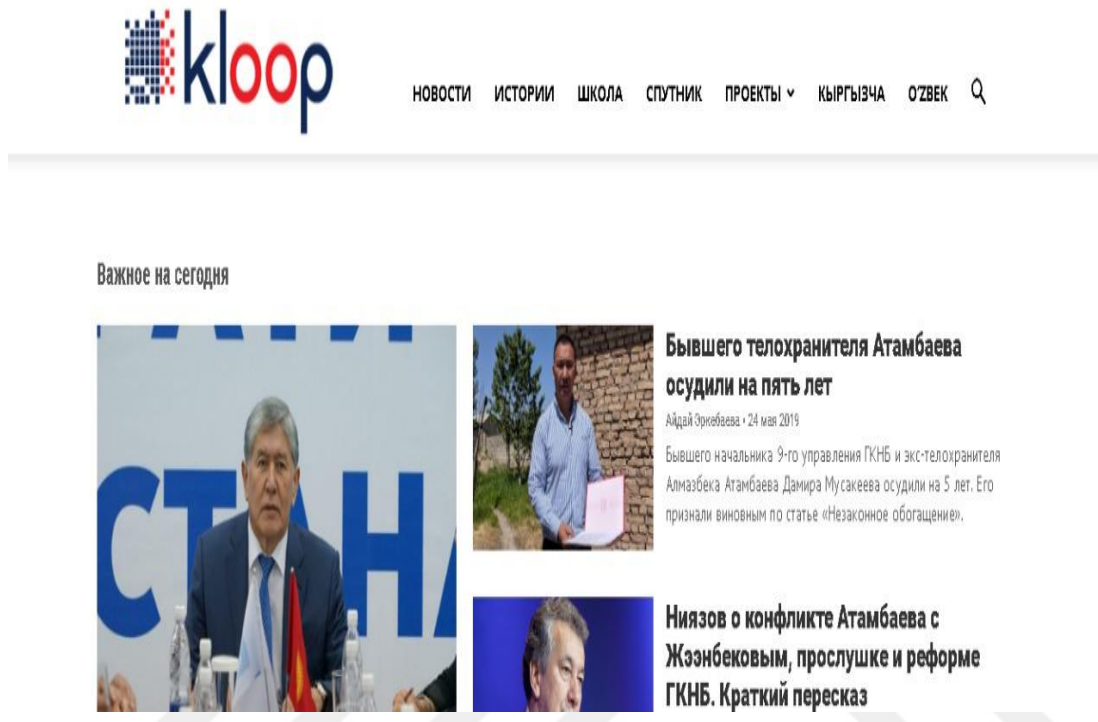 kloop
НОВОСТИ ИСТОРИИ ШКОЛА СПУТНИК ПРОЕКТЫ КЫРГЫЗЧА O'ZBEK
Важное на сегодня
СТАН
Бывшего телохранителя Атамбаева
осудили на пять лет
Айдай Эркебаева • 24 мая 2019
Бывшего начальника 9-го управления ГКНБ и экс-телохранителя
Алмазбека Атамбаева Дамира Мусакеева осудили на 5 лет. Его
признали виновным по статье «Незаконное обогащение».
Ниязов о конфликте Атамбаева с
Жээнбековым, прослушке и реформе
ГКНБ. Краткий пересказ